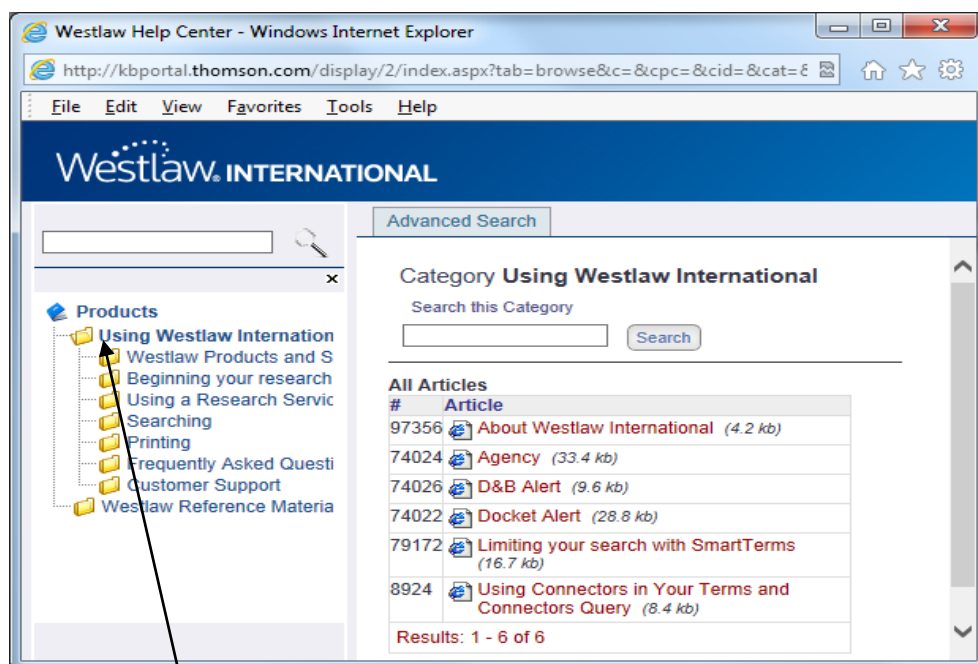 Westlaw Help Center - Windows Internet Explorer
http://kbportal.thomson.com/display/2/index.aspx?tab=browse&c=&cpc=&cid=&cat=&
File Edit View Favorites Tools Help
Westlaw® INTERNATIONAL
Advanced Search
x
Products
Using Westlaw Internation
Westlaw Products and S
Beginning your research
Using a Research Servic
Searching
Printing
Frequently Asked Questi
Customer Support
Westlaw Reference Materia
Category Using Westlaw International
Search this Category
Search
All Articles
# Article
97356 About Westlaw International (4.2 kb)
74024 Agency (33.4 kb)
74026 D&B Alert (9.6 kb)
74022 Docket Alert (28.8 kb)
79172 Limiting your search with SmartTerms
(16.7 kb)
8924 Using Connectors in Your Terms and
Connectors Query (8.4 kb)
Results: 1 - 6 of 6